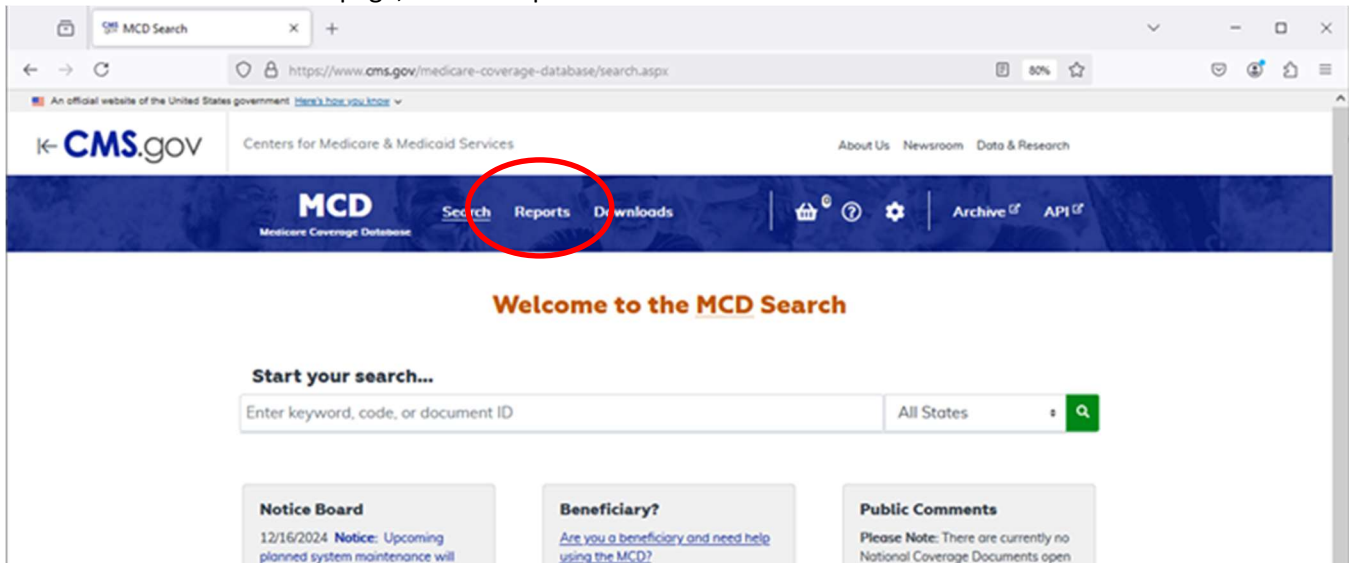 MCD Search
https://www.cms.gov/medicare-coverage-database/search.aspx
80%
An official website of the United States government Here's how you know
CMS.gov
Centers for Medicare & Medicaid Services
About Us Newsroom Data & Research
MCD
Medicare Coverage Database
Search Reports Downloads
0
Archive API
Welcome to the MCD Search
Start your search...
Enter keyword, code, or document ID
All States
Notice Board
12/16/2024 Notice: Upcoming
planned system maintenance will
Beneficiary?
Are you a beneficiary and need help
using the MCD?
Public Comments
Please Note: There are currently no
National Coverage Documents open